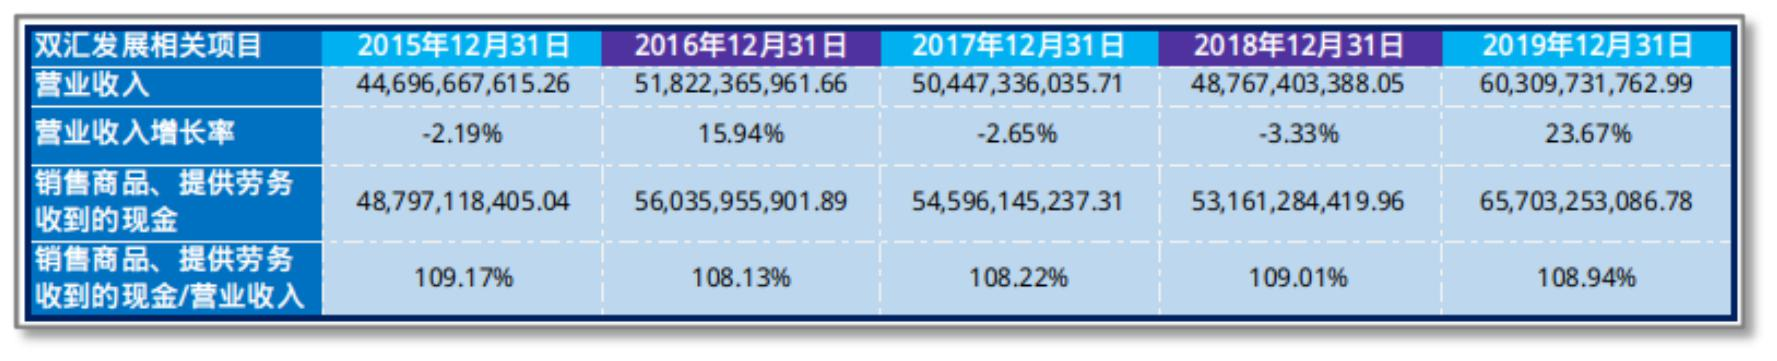 双汇发展相关项目 2015年12月31日 2016年12月31日 2017年12月31日 2018年12月31日 2019年12月31日
营业收入 44,696,667,615.26 51,822,365,961.66 50,447,336,035.71 48,767,403,388.05 60,309,731,762.99
营业收入增长率 -2.19% 15.94% -2.65% -3.33% 23.67%
销售商品、提供劳务
收到的现金 48,797,118,405.04 56,035,955,901.89 54,596,145,237.31 53,161,284,419.96 65,703,253,086.78
销售商品、提供劳务
收到的现金/营业收入 109.17% 108.13% 108.22% 109.01% 108.94%